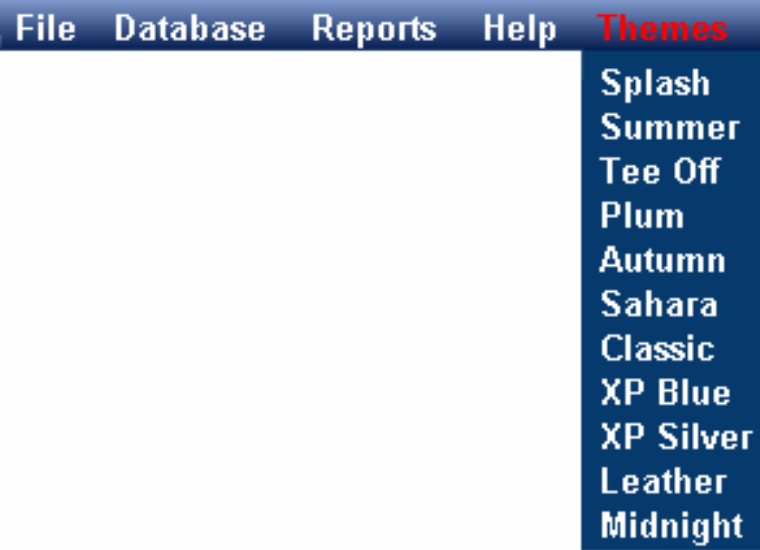 File Database Reports Help Themes
Splash
Summer
Tee Off
Plum
Autumn
Sahara
Classic
XP Blue
XP Silver
Leather
Midnight